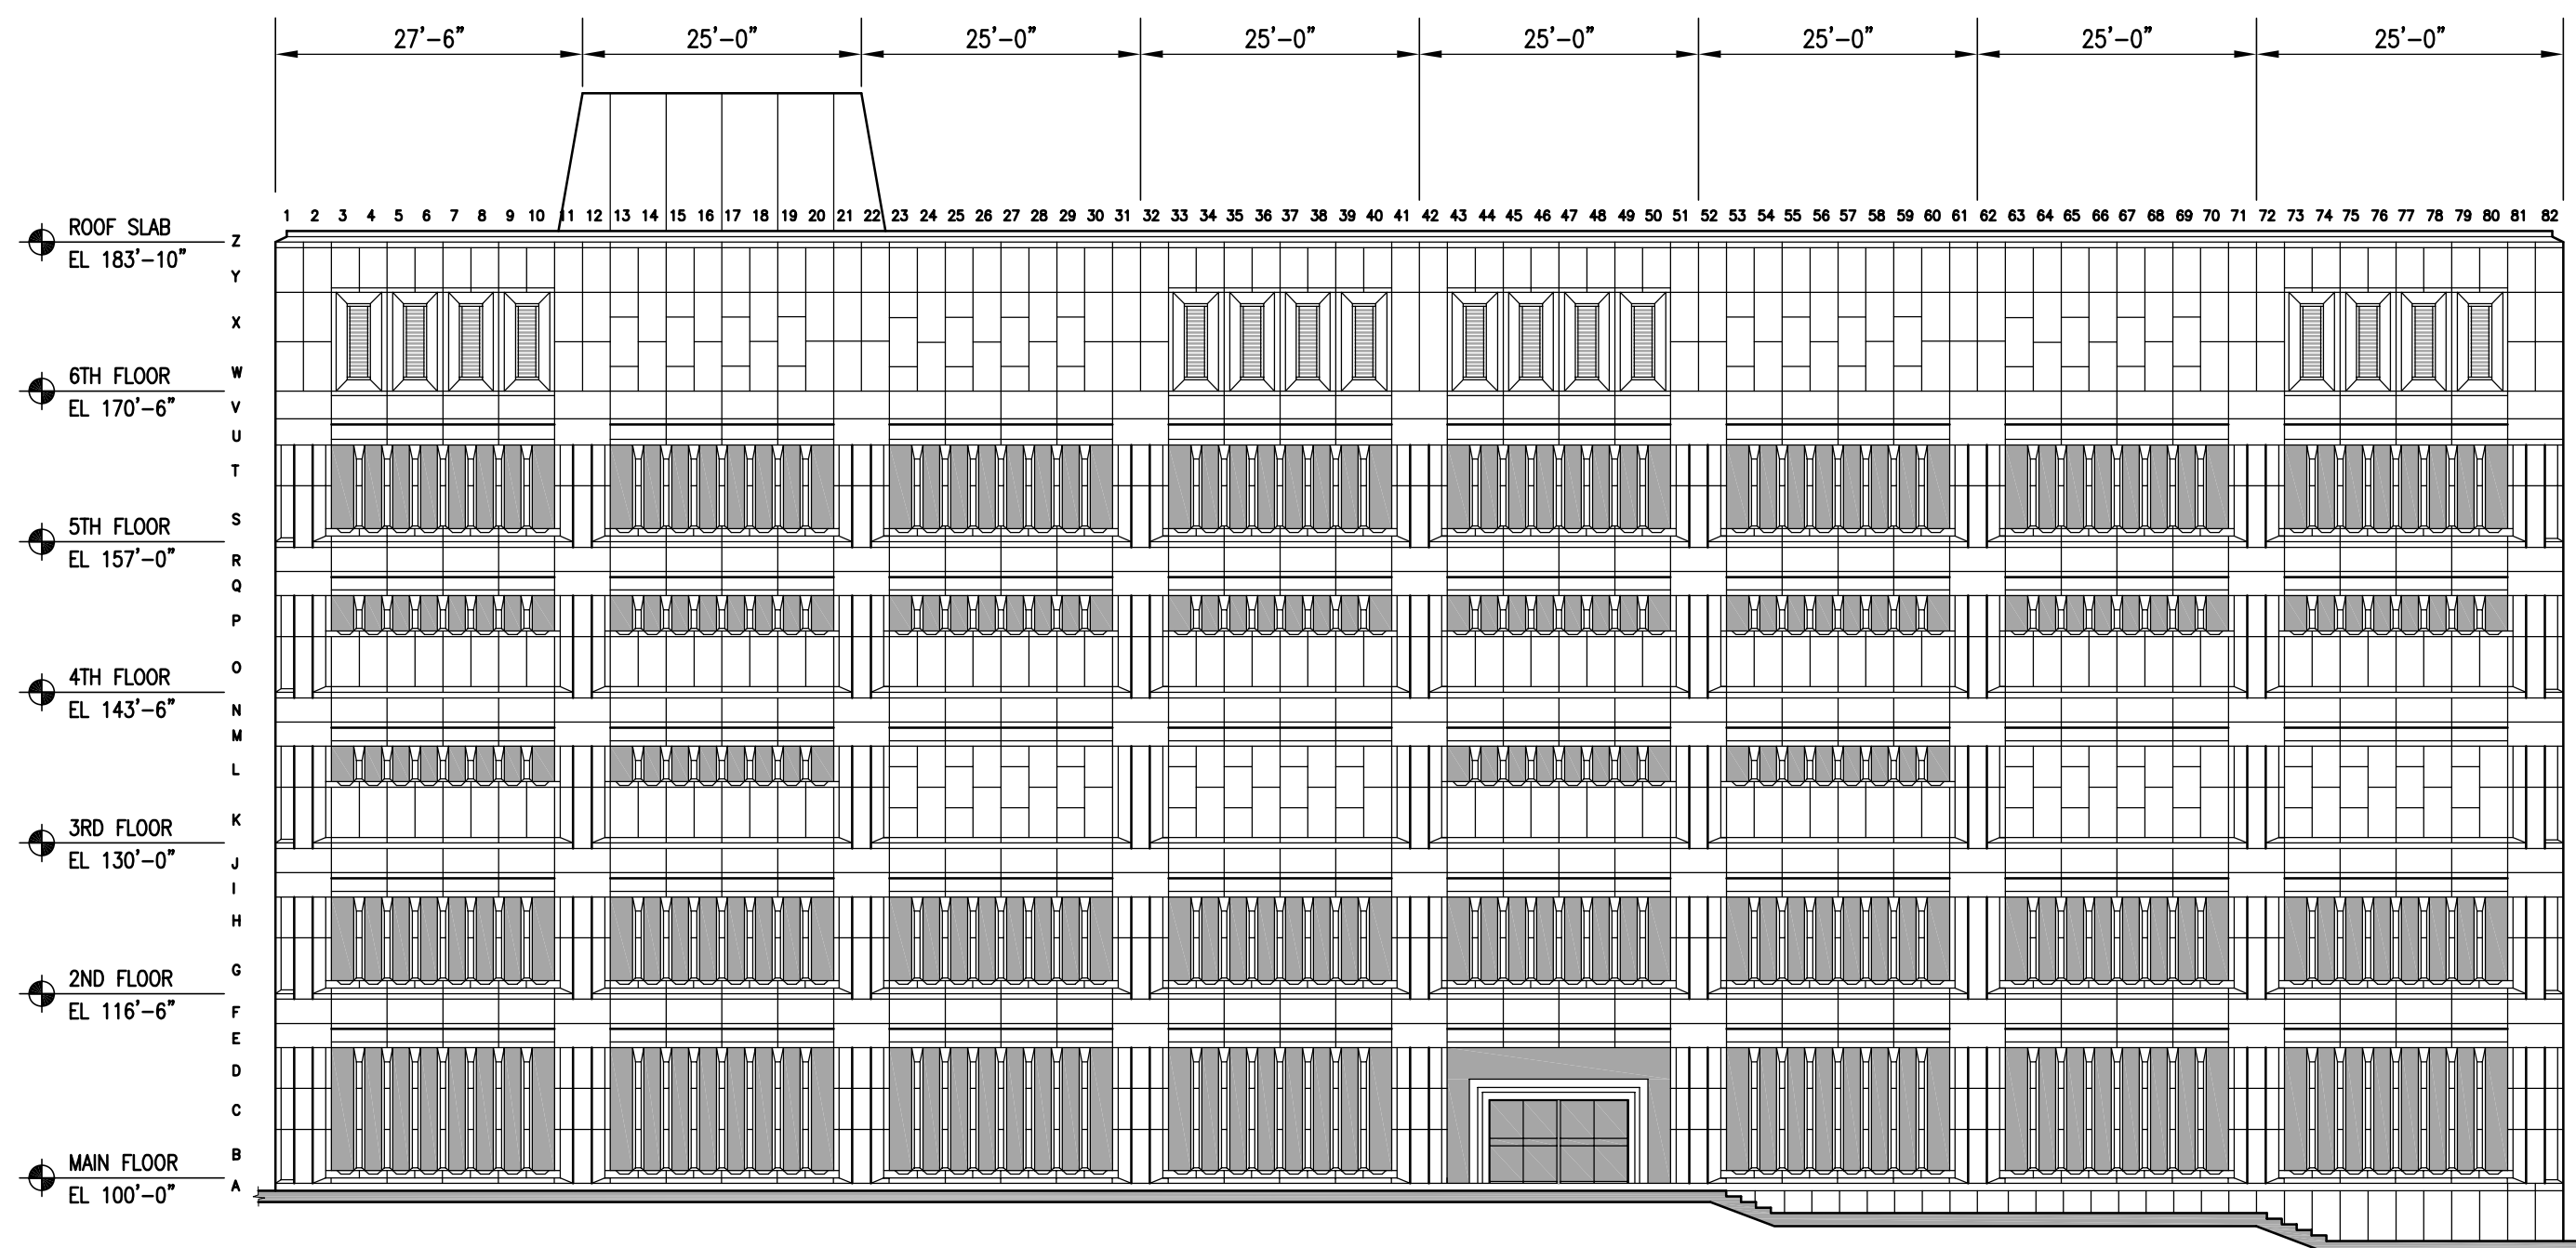 27'-6" 25'-0" 25'-0" 25'-0" 25'-0" 25'-0" 25'-0" 25'-0"
1 2 3 4 5 6 7 8 9 10 11 12 13 14 15 16 17 18 19 20 21 22 23 24 25 26 27 28 29 30 31 32 33 34 35 36 37 38 39 40 41 42 43 44 45 46 47 48 49 50 51 52 53 54 55 56 57 58 59 60 61 62 63 64 65 66 67 68 69 70 71 72 73 74 75 76 77 78 79 80 81 82
ROOF SLAB
Z
EL 183'-10"
Y
X
W
6TH FLOOR
EL 170'-6"
V
U
T
S
5TH FLOOR
EL 157'-0"
R
Q
P
O
4TH FLOOR
EL 143'-6"
N
M
L
K
3RD FLOOR
EL 130'-0"
J
I
H
G
2ND FLOOR
EL 116'-6"
F
E
D
C
B
MAIN FLOOR
A
EL 100'-0"